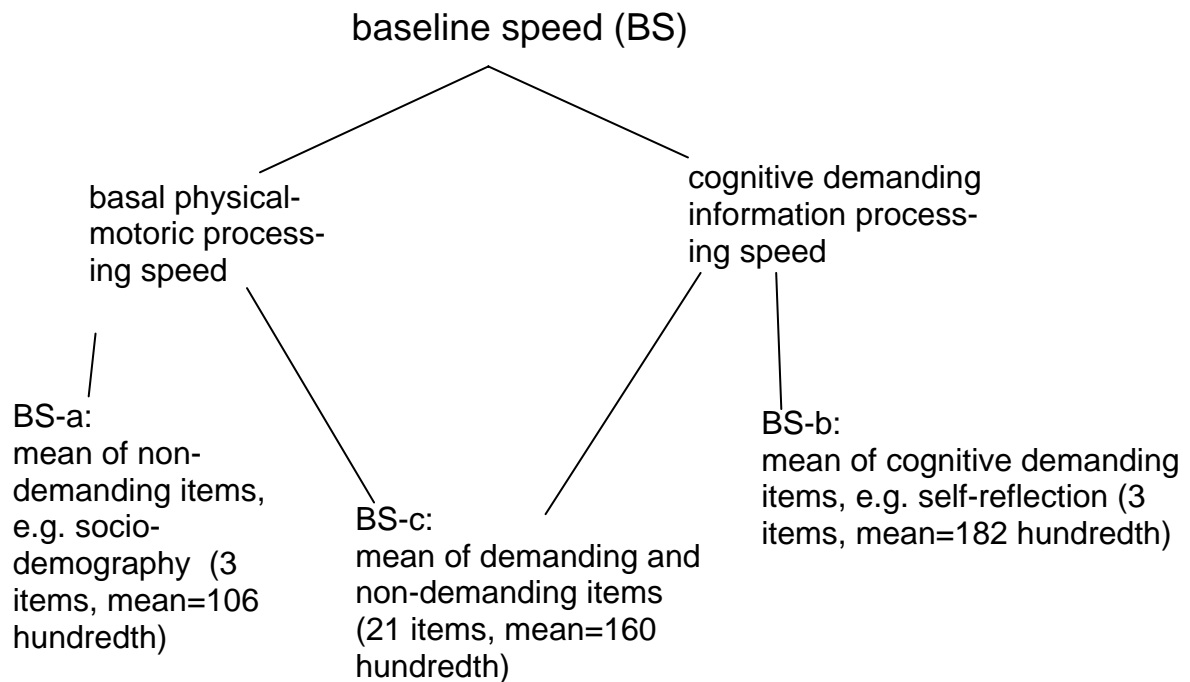 baseline speed (BS)
basal physical-
motoric process-
ing speed
cognitive demanding
information process-
ing speed
BS-a:
mean of non-
demanding items,
e.g. socio-
demography (3
items, mean=106
hundredth)
BS-c:
mean of demanding and
non-demanding items
(21 items, mean=160
hundredth)
BS-b:
mean of cognitive demanding
items, e.g. self-reflection (3
items, mean=182 hundredth)